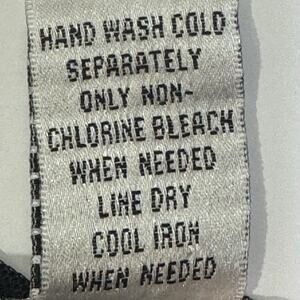 HAND WASH COLD
SEPARATELY
ONLY NON-
CHLORINE BLEACH
WHEN NEEDED
LINE DRY
COOL IRON
WHEN NEEDED